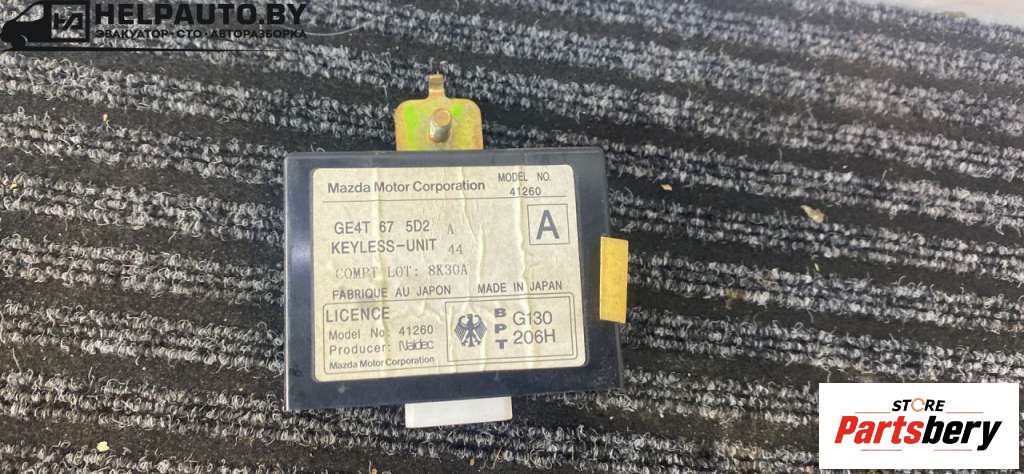 HELPAUTO.BY
ЭВАКУАТОР·СТО·АВТОРАЗБОРКА
Mazda Motor Corporation
MODEL NO.
41260
GE4T 67 5D2 A
KEYLESS-UNIT 44
A
COMPT LOT: 8K30A
FABRIQUE AU JAPON MADE IN JAPAN
LICENCE
Model No: 41260
Producer: Naldec
Mazda Motor Corporation
BPT
G130
206H
STORE
Partsbery